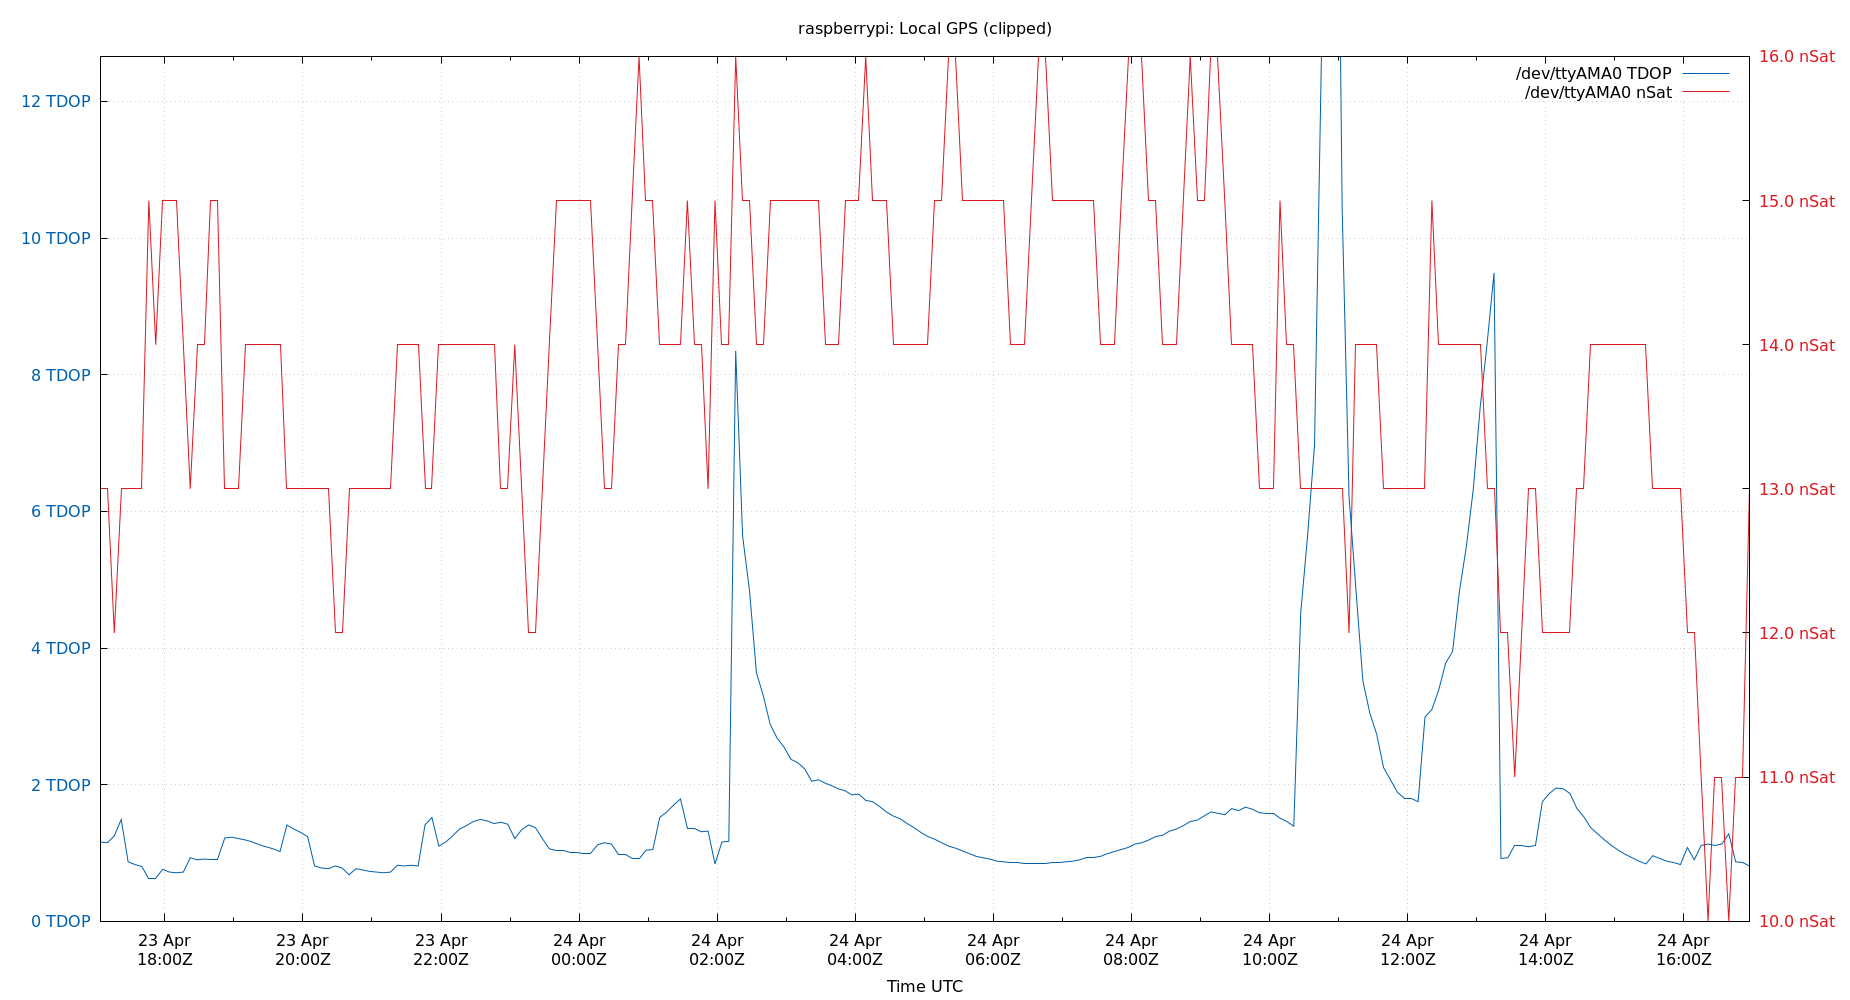 raspberrypi: Local GPS (clipped)
/dev/ttyAMA0 TDOP
/dev/ttyAMA0 nSat
12 TDOP
10 TDOP
8 TDOP
6 TDOP
4 TDOP
2 TDOP
0 TDOP
16.0 nSat
15.0 nSat
14.0 nSat
13.0 nSat
12.0 nSat
11.0 nSat
10.0 nSat
23 Apr
18:00Z
23 Apr
20:00Z
23 Apr
22:00Z
24 Apr
00:00Z
24 Apr
02:00Z
24 Apr
04:00Z
24 Apr
06:00Z
24 Apr
08:00Z
24 Apr
10:00Z
24 Apr
12:00Z
24 Apr
14:00Z
24 Apr
16:00Z
Time UTC